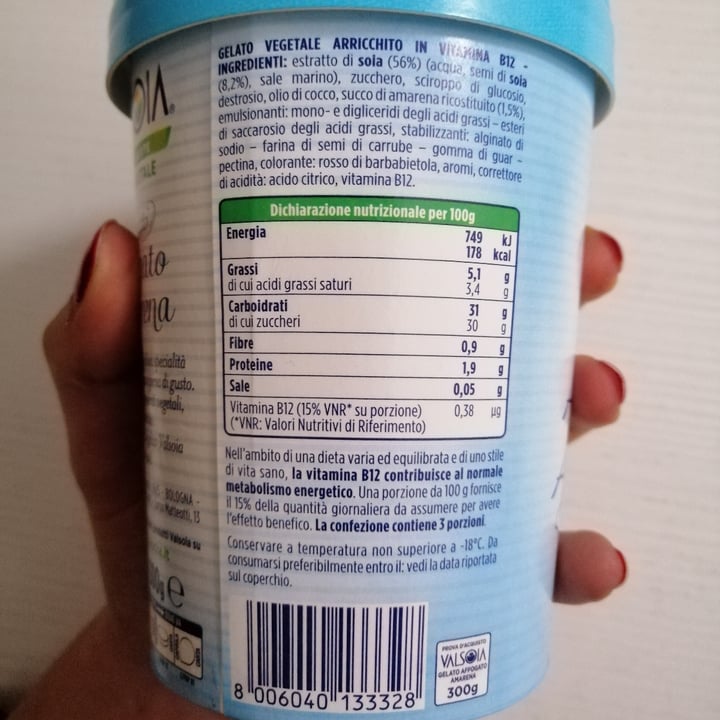 GELATO VEGETALE ARRICCHITO IN VITAMINA B12 -
INGREDIENTI: estratto di soia (56%) (acqua, semi di soia
(8,2%), sale marino), zucchero, sciroppo di glucosio,
destrosio, olio di cocco, succo di amarena ricostituito (1,5%),
emulsionanti: mono- e digliceridi degli acidi grassi – esteri
di saccarosio degli acidi grassi, stabilizzanti: alginato di
sodio – farina di semi di carrube – gomma di guar -
pectina, colorante: rosso di barbabietola, aromi, correttore
di acidità: acido citrico, vitamina B12.
Dichiarazione nutrizionale per 100g
Energia 749 kJ
178 kcal
Grassi 5,1 g
di cui acidi grassi saturi 3,4 g
Carboidrati 31 g
di cui zuccheri 30 g
Fibre 0,9 g
Proteine 1,9 g
Sale 0,05 g
Vitamina B12 (15% VNR* su porzione) 0,38 µg
(*VNR: Valori Nutritivi di Riferimento)
Nell'ambito di una dieta varia ed equilibrata e di uno stile
di vita sano, la vitamina B12 contribuisce al normale
metabolismo energetico. Una porzione da 100 g fornisce
il 15% della quantità giornaliera da assumere per avere
l'effetto benefico. La confezione contiene 3 porzioni.
Conservare a temperatura non superiore a -18°C. Da
consumarsi preferibilmente entro il: vedi la data riportata
sul coperchio.
8 006040 133328
PROVA D'ACQUISTO
VALSOIA
GELATO AFFOGATO
AMARENA
300g
specialità
di gusto.
vegetali,
Valsoia
BOLOGNA -
Valsoia su